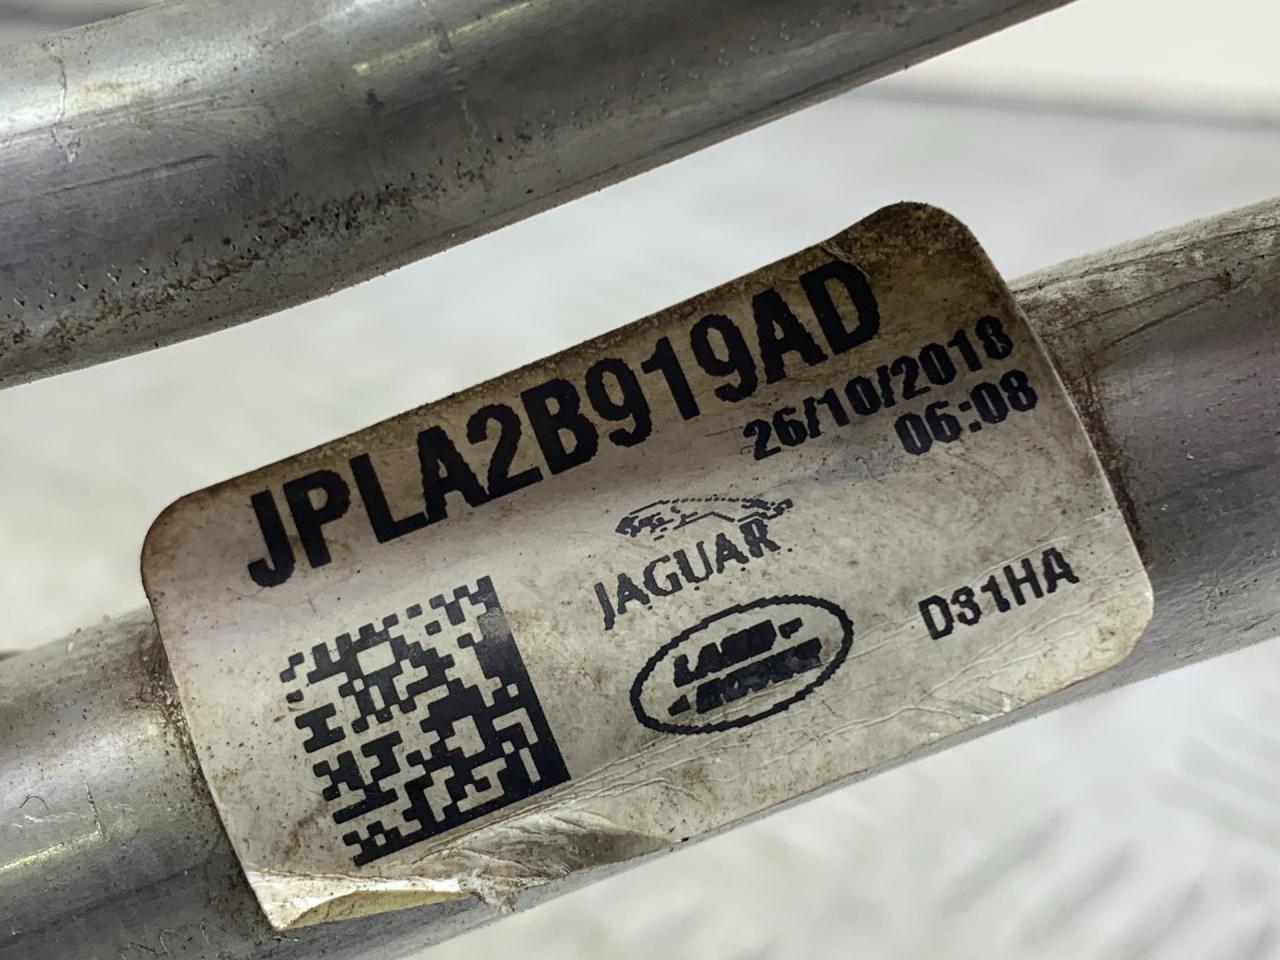 JPLA2B919AD
26/10/2018
06:08
JAGUAR
D31HA
LAND-
-ROVER